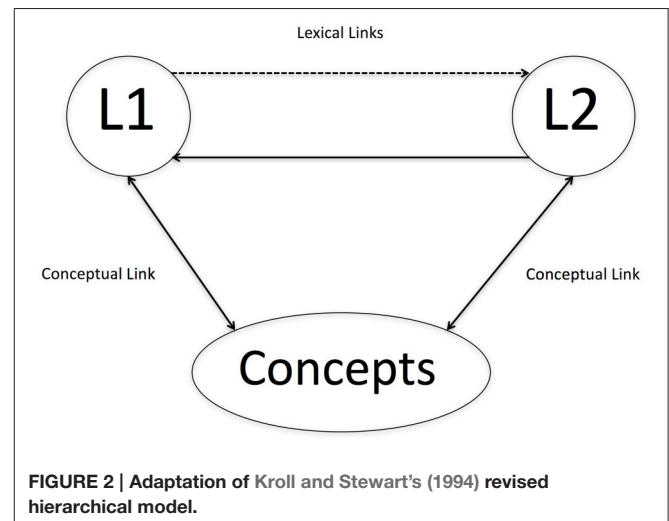 Lexical Links
L1
L2
Conceptual Link
Conceptual Link
Concepts
FIGURE 2 | Adaptation of Kroll and Stewart's (1994) revised
hierarchical model.